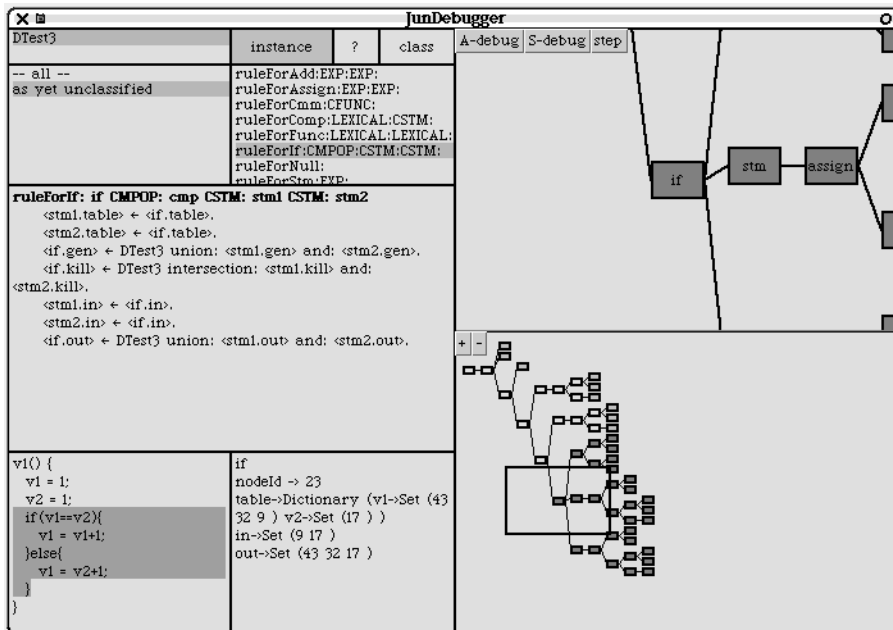 JunDebugger
DTest3
instance ? class
A-debug S-debug step
-- all --
as yet unclassified
ruleForAdd:EXP:EXP:
ruleForAssign:EXP:EXP:
ruleForCmm:CFUNC:
ruleForComp:LEXICAL:CSTM:
ruleForFunc:LEXICAL:LEXICAL:
ruleForIf:CMPOP:CSTM:CSTM:
ruleForNull:
ruleForStm:EXP:
if stm assign
ruleForIf: if CMPOP: cmp CSTM: stm1 CSTM: stm2
<stm1.table> ← <if.table>.
<stm2.table> ← <if.table>.
<if.gen> ← DTest3 union: <stm1.gen> and: <stm2.gen>.
<if.kill> ← DTest3 intersection: <stm1.kill> and:
<stm2.kill>.
<stm1.in> ← <if.in>.
<stm2.in> ← <if.in>.
<if.out> ← DTest3 union: <stm1.out> and: <stm2.out>.
+ -
v1() {
v1 = 1;
v2 = 1;
if(v1==v2){
v1 = v1+1;
}else{
v1 = v2+1;
}
}
if
nodeId -> 23
table->Dictionary (v1->Set (43
32 9 ) v2->Set (17 ) )
in->Set (9 17 )
out->Set (43 32 17 )